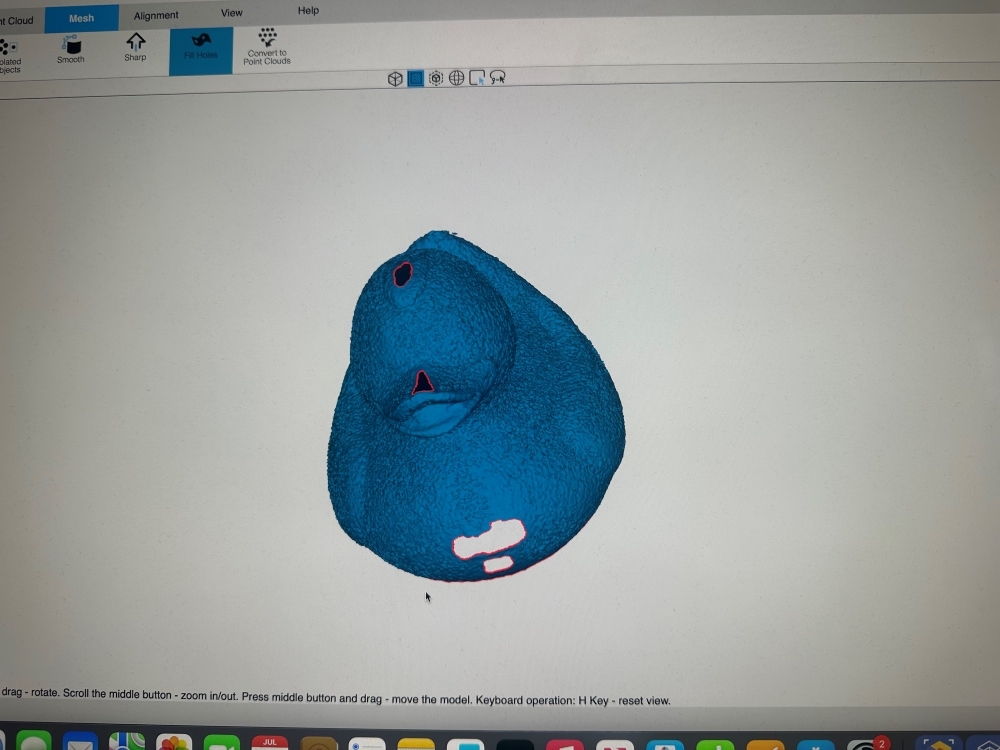 nt Cloud
Mesh
Alignment
View
Help
olated
bjects
Smooth
Sharp
Fill Holes
Convert to
Point Clouds
drag - rotate. Scroll the middle button - zoom in/out. Press middle button and drag - move the model. Keyboard operation: H Key - reset view.
JUL
2